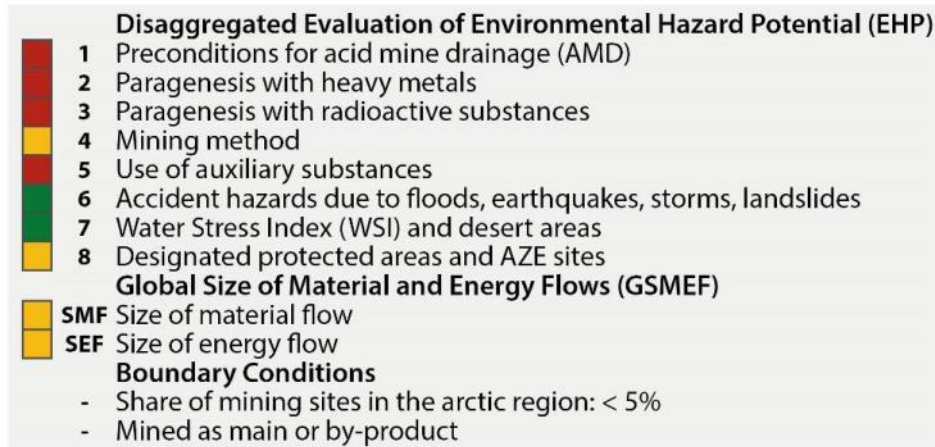 Disaggregated Evaluation of Environmental Hazard Potential (EHP)
1 Preconditions for acid mine drainage (AMD)
2 Paragenesis with heavy metals
3 Paragenesis with radioactive substances
4 Mining method
5 Use of auxiliary substances
6 Accident hazards due to floods, earthquakes, storms, landslides
7 Water Stress Index (WSI) and desert areas
8 Designated protected areas and AZE sites
Global Size of Material and Energy Flows (GSMEF)
SMF Size of material flow
SEF Size of energy flow
Boundary Conditions
- Share of mining sites in the arctic region: < 5%
- Mined as main or by-product